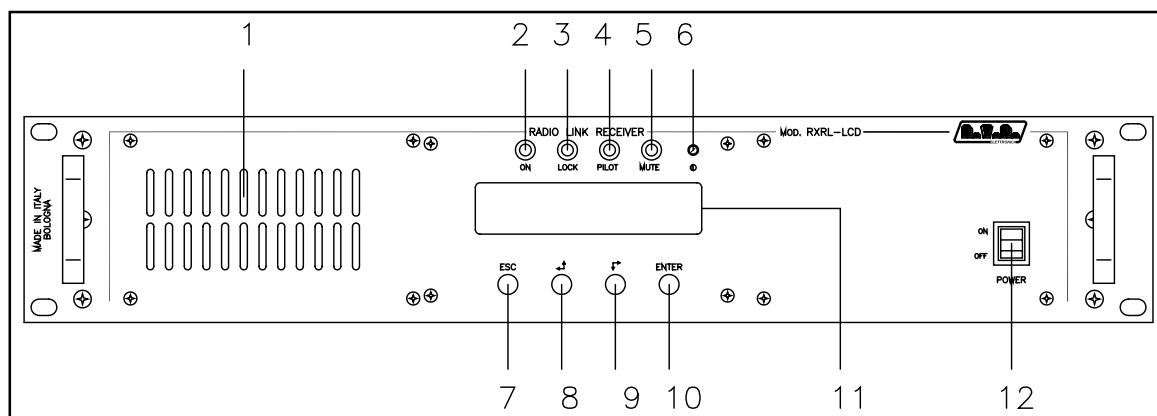 1 2 3 4 5 6
RADIO LINK RECEIVER
MOD. RXRL-LCD
R.V.R.
ELETTRONICA
ON LOCK PILOT MUTE
MADE IN ITALY
BOLOGNA
ON
OFF
POWER
ESC ENTER
7 8 9 10 11 12